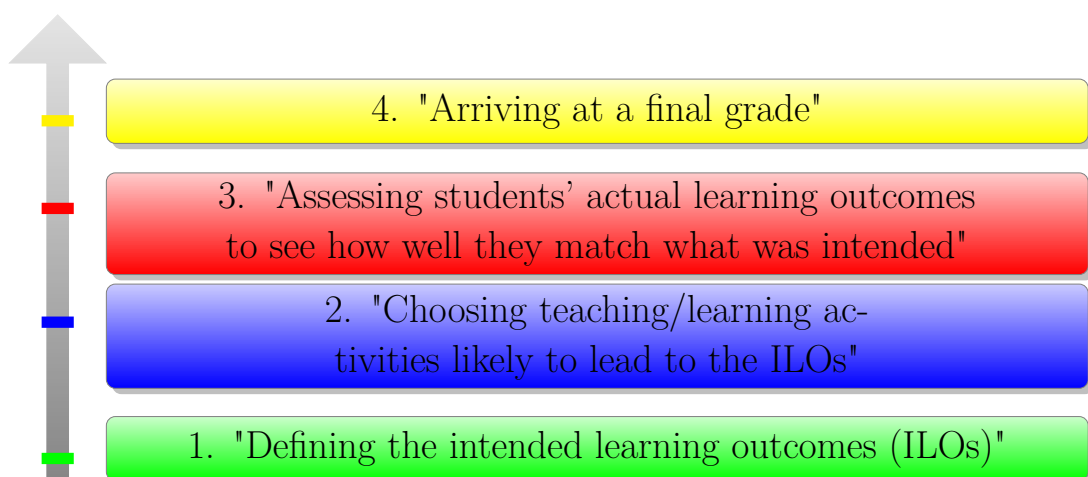 4. "Arriving at a final grade"
3. "Assessing students’ actual learning outcomes
to see how well they match what was intended"
2. "Choosing teaching/learning ac-
tivities likely to lead to the ILOs"
1. "Defining the intended learning outcomes (ILOs)"